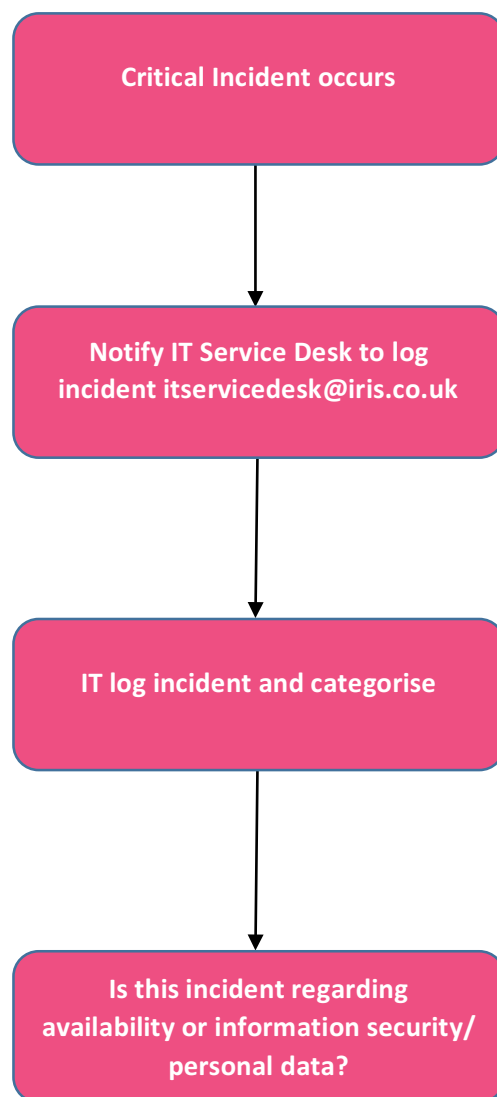 Critical Incident occurs
Notify IT Service Desk to log
incident itservicedesk@iris.co.uk
IT log incident and categorise
Is this incident regarding
availability or information security/
personal data?